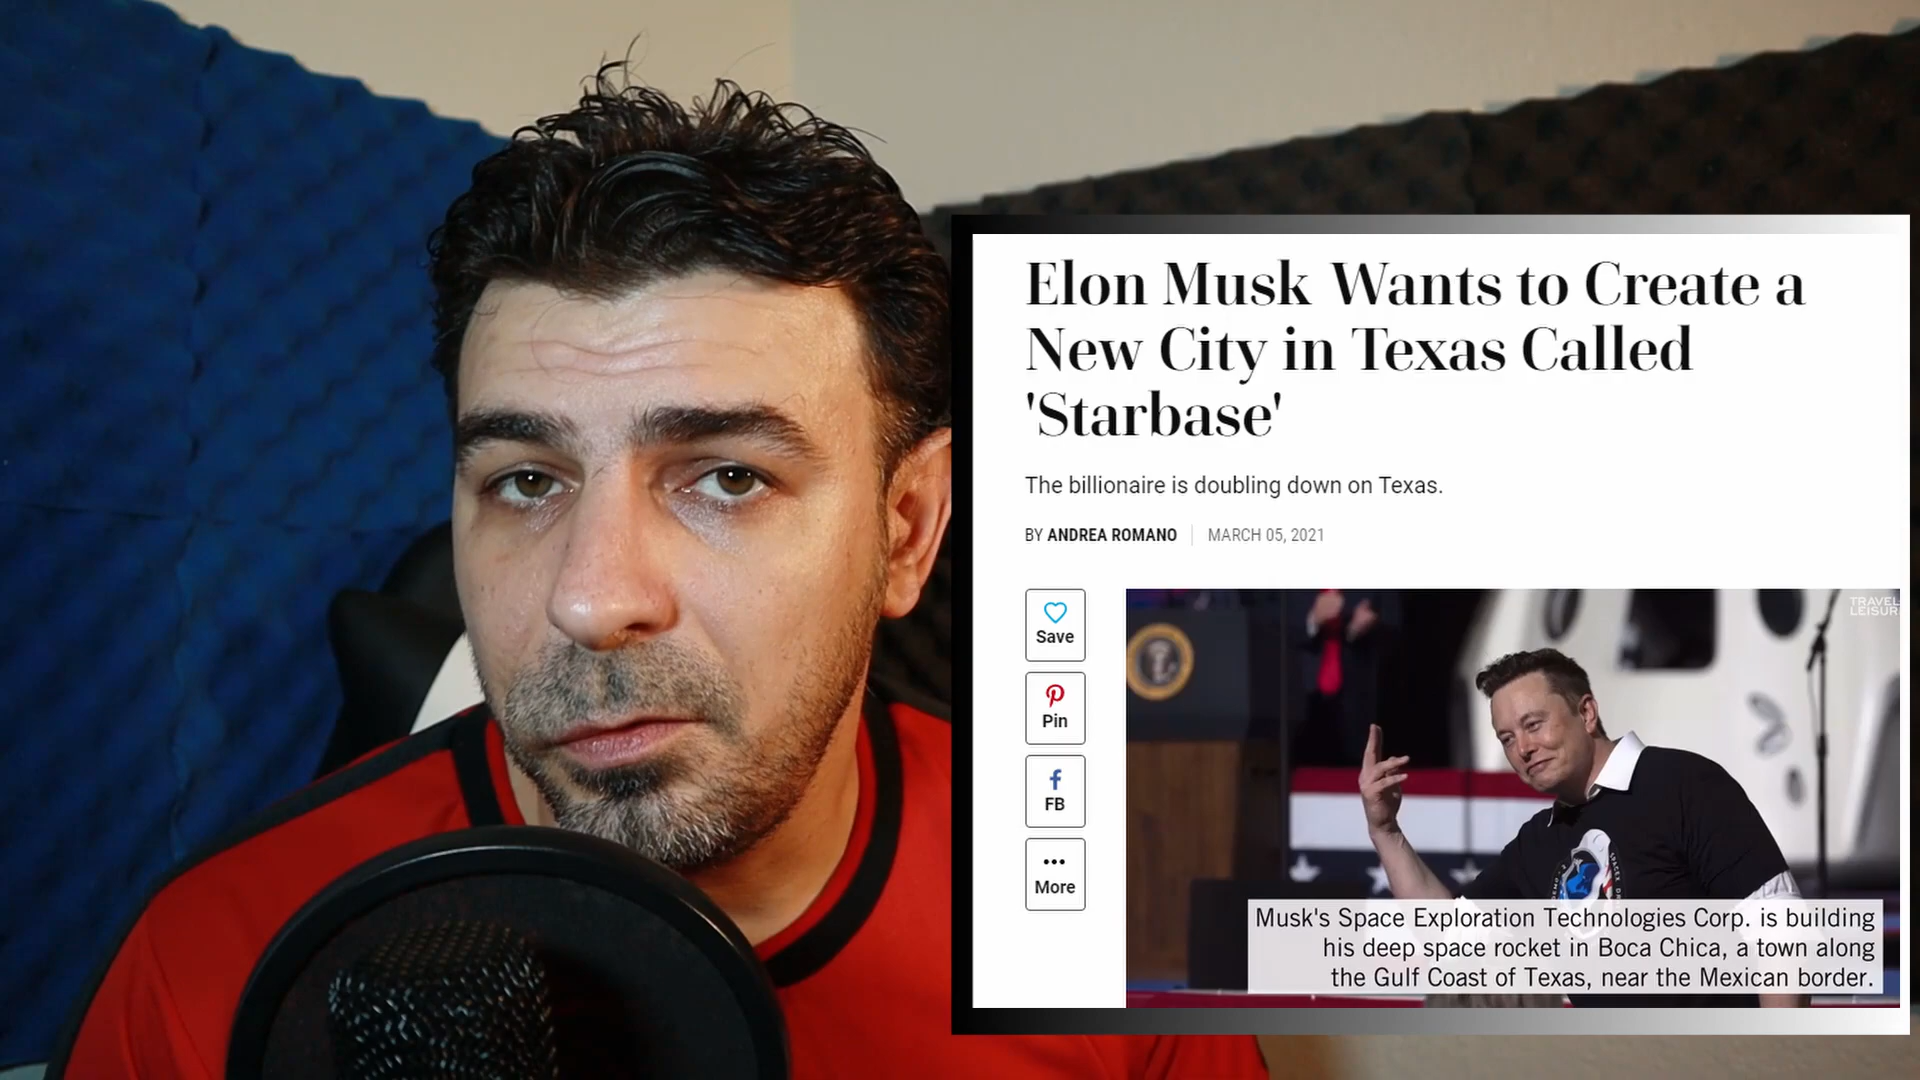 Elon Musk Wants to Create a
New City in Texas Called
'Starbase'
The billionaire is doubling down on Texas.
BY ANDREA ROMANO MARCH 05, 2021
Save
Pin
FB
More
TRAVEL
LEISUR
Musk's Space Exploration Technologies Corp. is building
his deep space rocket in Boca Chica, a town along
the Gulf Coast of Texas, near the Mexican border.